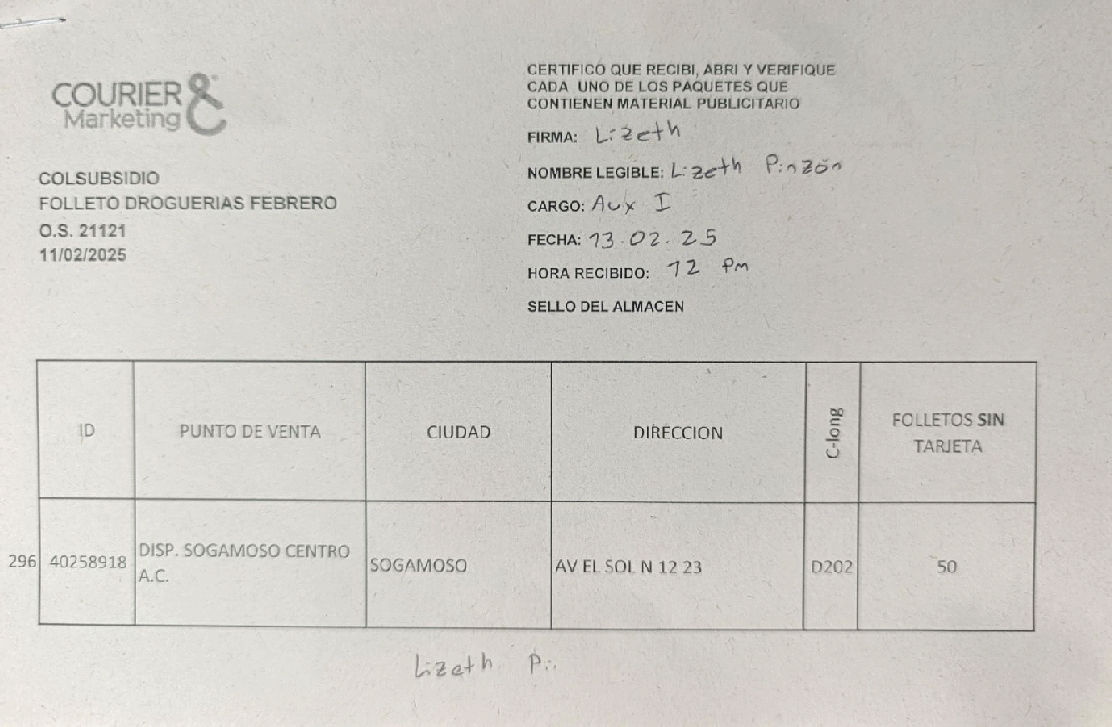 COURIER &
Marketing
COLSUBSIDIO
FOLLETO DROGUERIAS FEBRERO
O.S. 21121
11/02/2025
CERTIFICO QUE RECIBI, ABRI Y VERIFIQUE
CADA UNO DE LOS PAQUETES QUE
CONTIENEN MATERIAL PUBLICITARIO
FIRMA: Lizeth
NOMBRE LEGIBLE: Lizeth Pinzón
CARGO: Aux I
FECHA: 13.02.25
HORA RECIBIDO: 12 Pm
SELLO DEL ALMACEN
ID PUNTO DE VENTA CIUDAD DIRECCION C-long FOLLETOS SIN
TARJETA
296 40258918 DISP. SOGAMOSO CENTRO
A.C. SOGAMOSO AV EL SOL N 12 23 D202 50
Lizeth